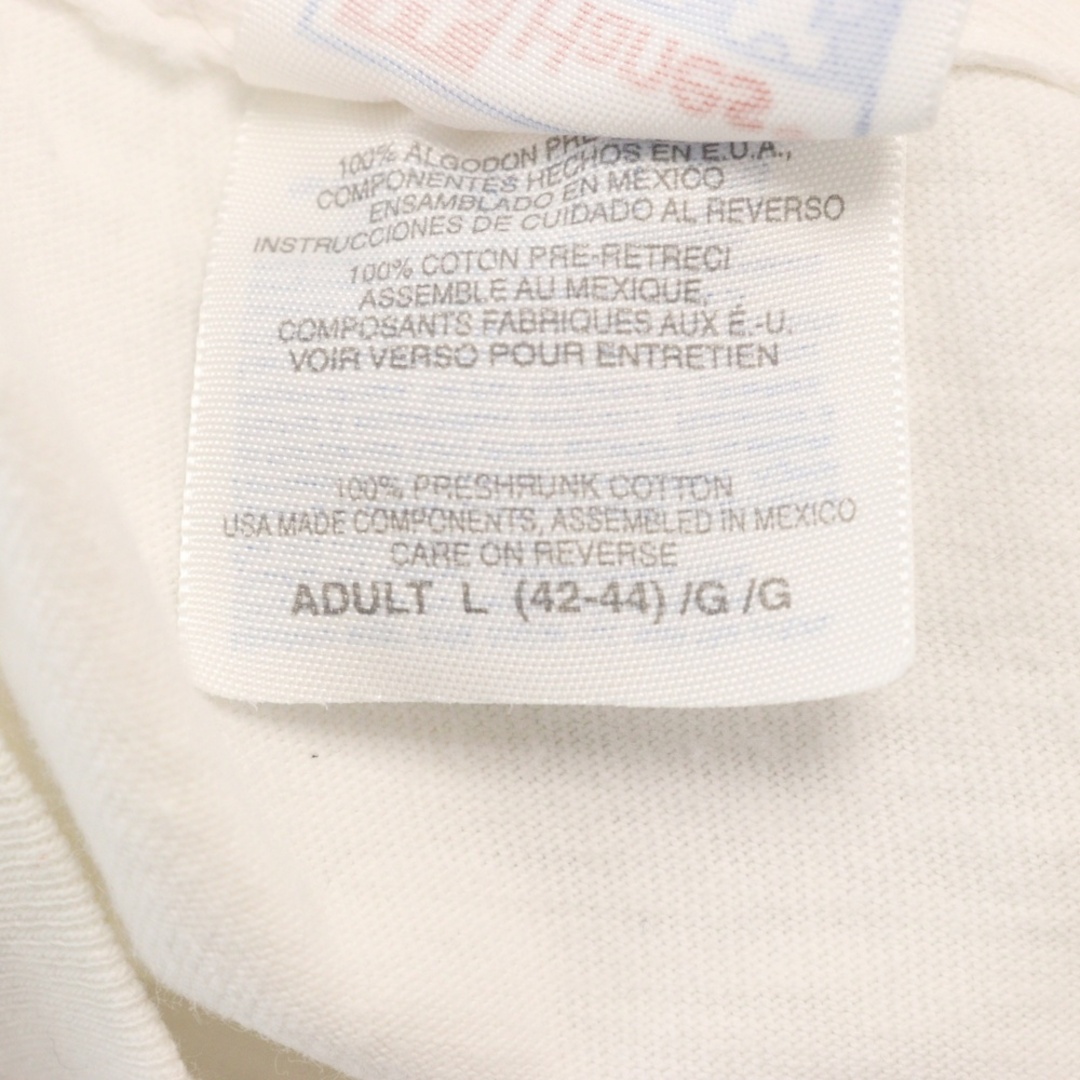 100% ALGODON
COMPONENTES HECHOS EN E.U.A.,
ENSAMBLADO EN MEXICO
INSTRUCCIONES DE CUIDADO AL REVERSO
100% COTON PRE-RETRECI
ASSEMBLE AU MEXIQUE,
COMPOSANTS FABRIQUES AUX É.-U.
VOIR VERSO POUR ENTRETIEN
100% PRESHRUNK COTTON
USA MADE COMPONENTS, ASSEMBLED IN MEXICO
CARE ON REVERSE
ADULT L (42-44) /G /G